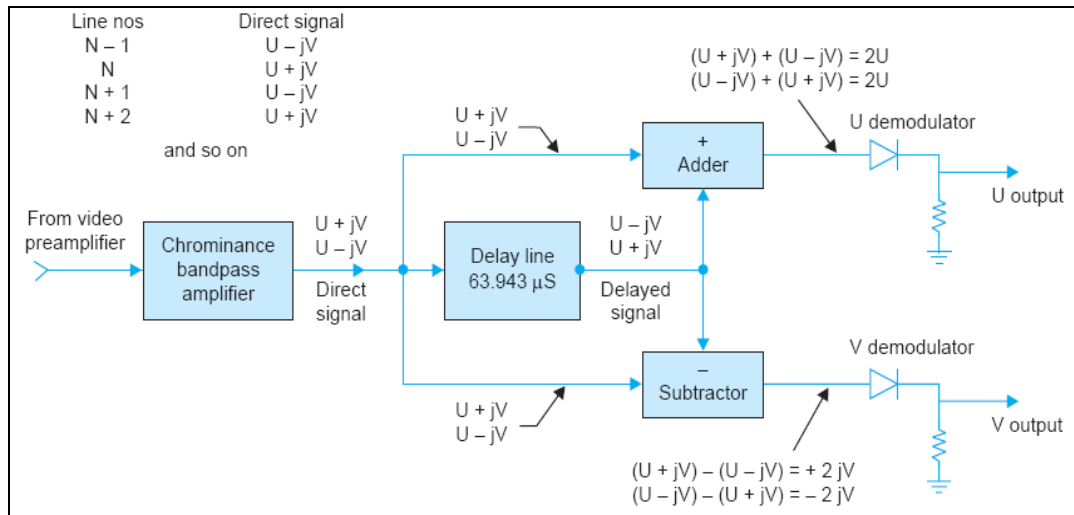 Line nos Direct signal
N – 1 U – jV
N U + jV
N + 1 U – jV
N + 2 U + jV
and so on
(U + jV) + (U – jV) = 2U
(U – jV) + (U + jV) = 2U
U + jV
U – jV
+
Adder
U demodulator
U output
From video
preamplifier
Chrominance
bandpass
amplifier
U + jV
U – jV
Direct
signal
Delay line
63.943 μS
U – jV
U + jV
Delayed
signal
U + jV
U – jV
–
Subtractor
V demodulator
V output
(U + jV) – (U – jV) = + 2 jV
(U – jV) – (U + jV) = – 2 jV